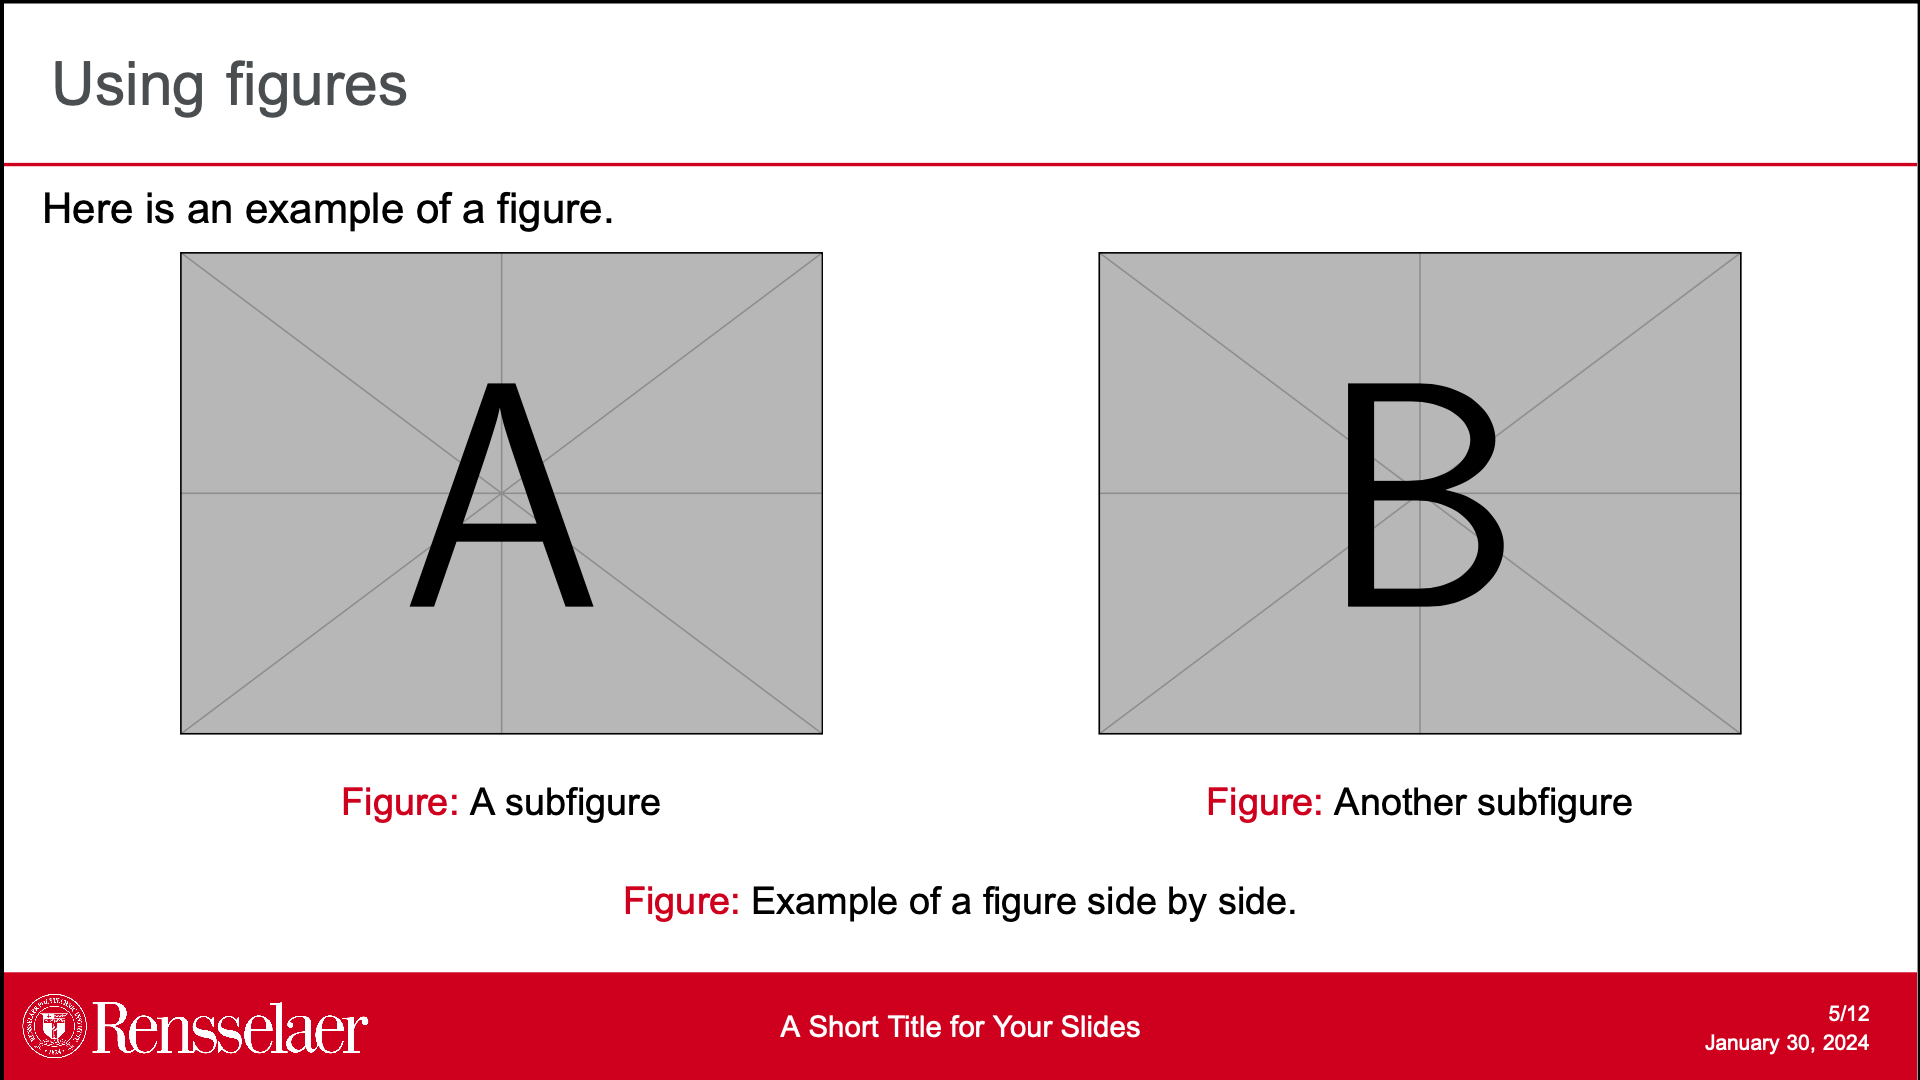 Using figures
Here is an example of a figure.
A
B
Figure: A subfigure
Figure: Another subfigure
Figure: Example of a figure side by side.
Rensselaer
A Short Title for Your Slides
5/12
January 30, 2024